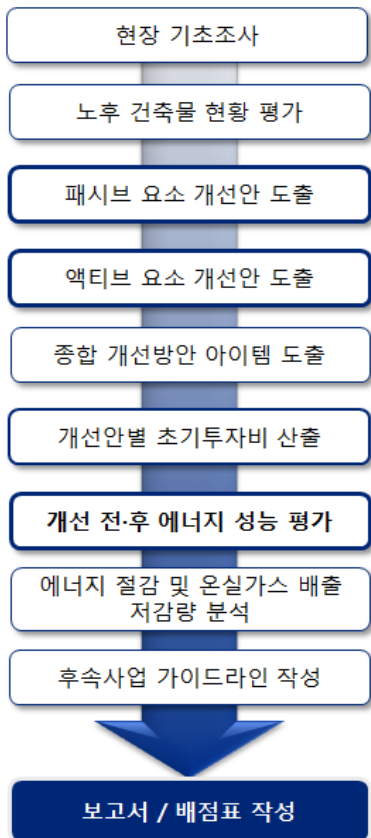 현장 기초조사
노후 건축물 현황 평가
패시브 요소 개선안 도출
액티브 요소 개선안 도출
종합 개선방안 아이템 도출
개선안별 초기투자비 산출
개선 전·후 에너지 성능 평가
에너지 절감 및 온실가스 배출
저감량 분석
후속사업 가이드라인 작성
보고서 / 배점표 작성